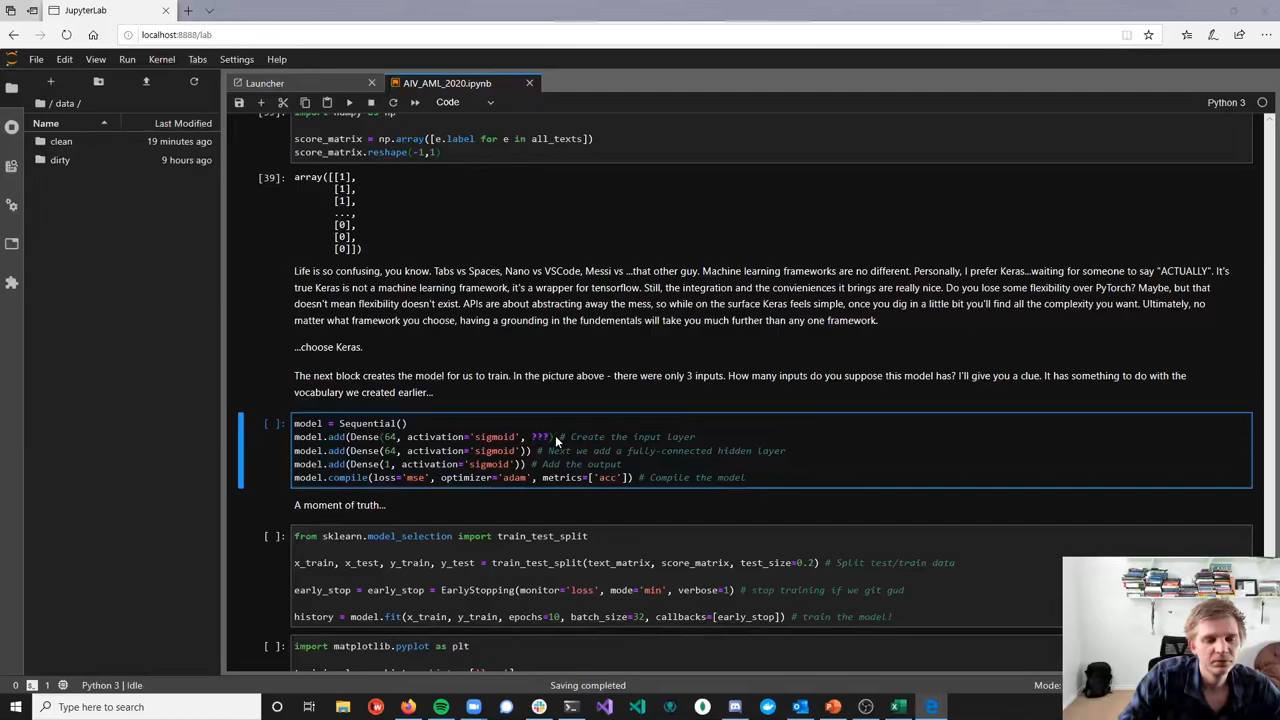 JupyterLab
localhost:8888/lab
File Edit View Run Kernel Tabs Settings Help
Launcher
AIV_AML_2020.ipynb
/ data /
Code
Python 3
Name
Last Modified
clean
19 minutes ago
dirty
9 hours ago
[39]:
import numpy as np
score_matrix = np.array([e.label for e in all_texts])
score_matrix.reshape(-1,1)
[39]:
array([[1],
[1],
[1],
...,
[0],
[0],
[0]])
Life is so confusing, you know. Tabs vs Spaces, Nano vs VSCode, Messi vs ...that other guy. Machine learning frameworks are no different. Personally, I prefer Keras...waiting for someone to say "ACTUALLY". It's
true Keras is not a machine learning framework, it's a wrapper for tensorflow. Still, the integration and the convieniences it brings are really nice. Do you lose some flexibility over PyTorch? Maybe, but that
doesn't mean flexibility doesn't exist. APIs are about abstracting away the mess, so while on the surface Keras feels simple, once you dig in a little bit you'll find all the complexity you want. Ultimately, no
matter what framework you choose, having a grounding in the fundementals will take you much further than any one framework.
...choose Keras.
The next block creates the model for us to train. In the picture above - there were only 3 inputs. How many inputs do you suppose this model has? I'll give you a clue. It has something to do with the
vocabulary we created earlier...
[ ]:
model = Sequential()
model.add(Dense(64, activation='sigmoid', ???) # Create the input layer
model.add(Dense(64, activation='sigmoid')) # Next we add a fully-connected hidden layer
model.add(Dense(1, activation='sigmoid')) # Add the output
model.compile(loss='mse', optimizer='adam', metrics=['acc']) # Compile the model
A moment of truth...
[ ]:
from sklearn.model_selection import train_test_split
x_train, x_test, y_train, y_test = train_test_split(text_matrix, score_matrix, test_size=0.2) # Split test/train data
early_stop = early_stop = EarlyStopping(monitor='loss', mode='min', verbose=1) # stop training if we git gud
history = model.fit(x_train, y_train, epochs=10, batch_size=32, callbacks=[early_stop]) # train the model!
[ ]:
import matplotlib.pyplot as plt
0
1
Python 3 | Idle
Saving completed
Mode:
Type here to search